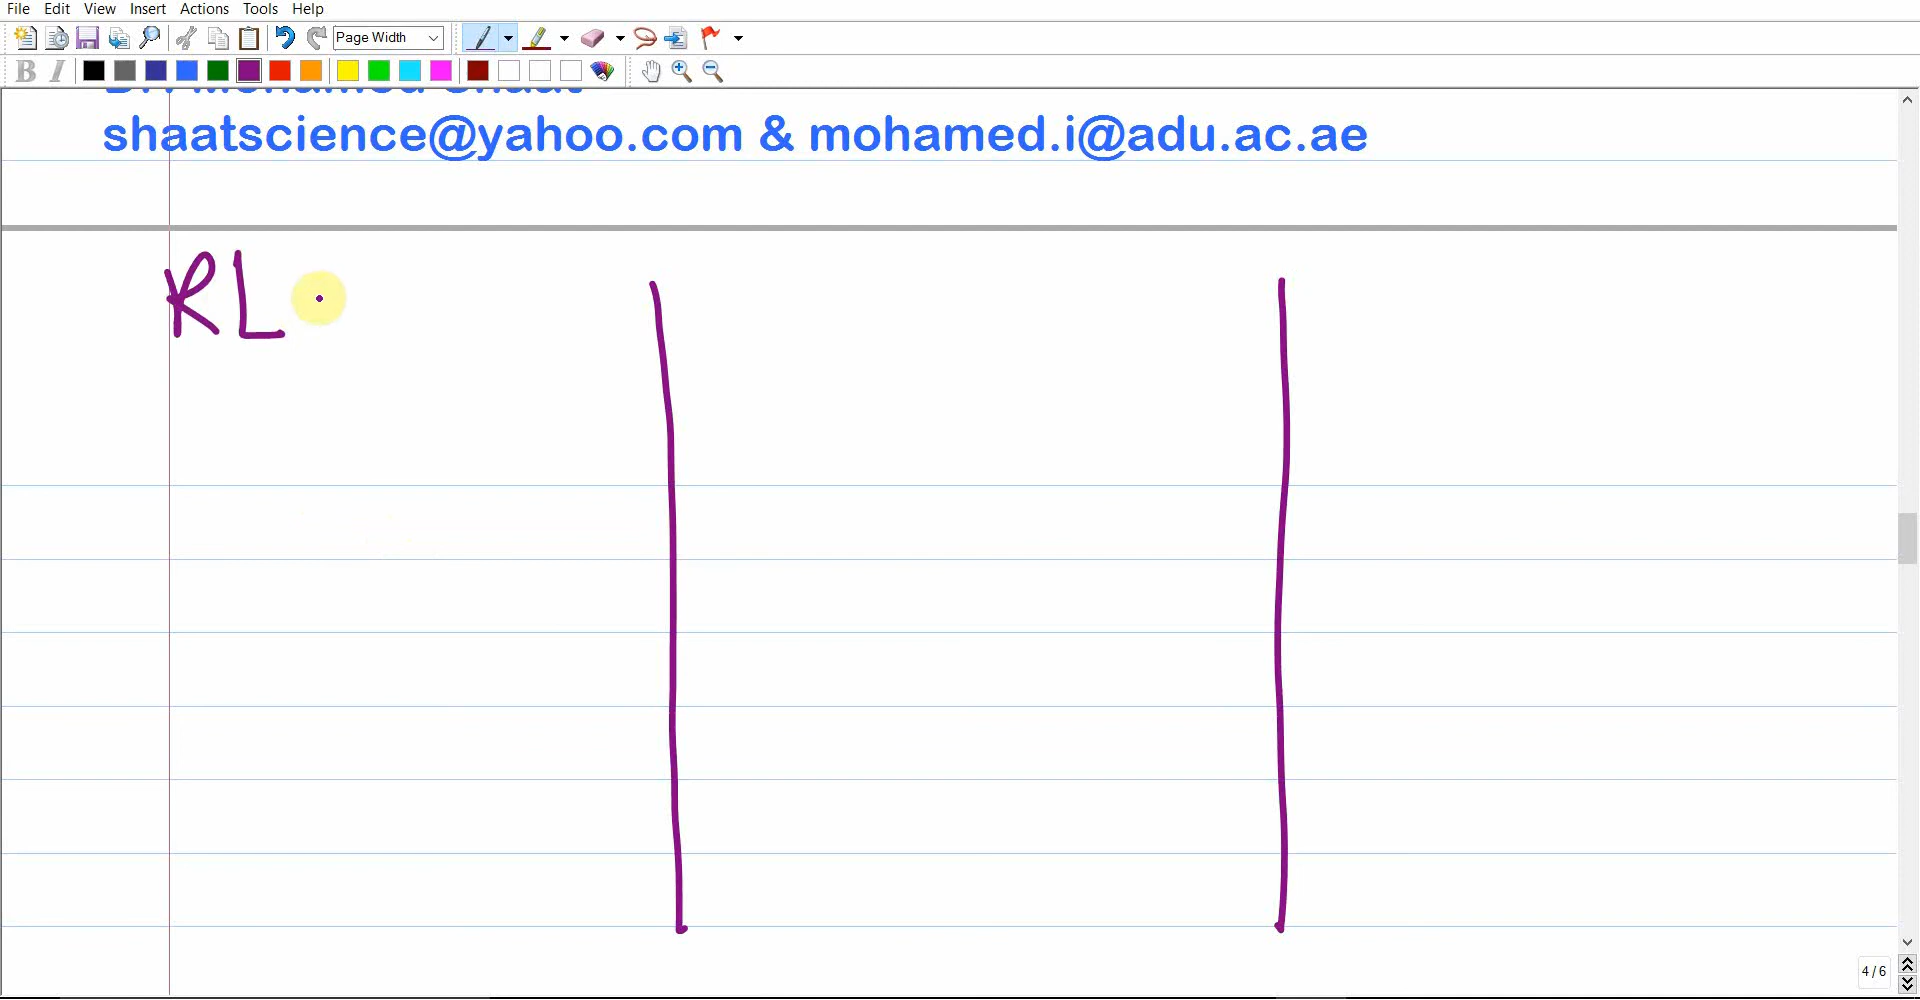 File Edit View Insert Actions Tools Help
Page Width
B I
shaatscience@yahoo.com & mohamed.i@adu.ac.ae
RL
4 / 6